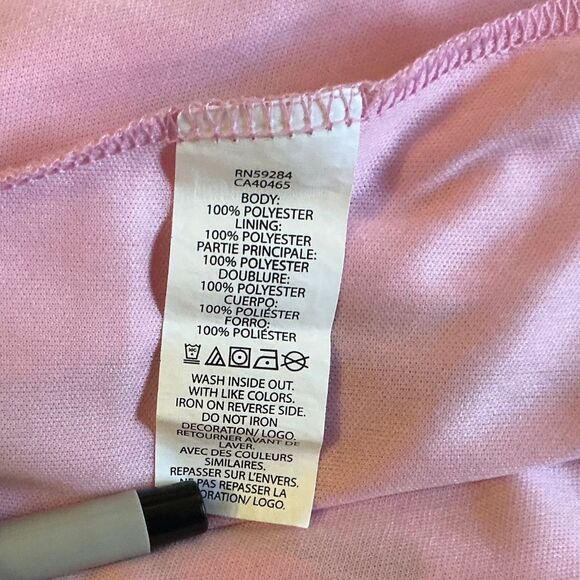 RN59284
CA40465
BODY:
100% POLYESTER
LINING:
100% POLYESTER
PARTIE PRINCIPALE:
100% POLYESTER
DOUBLURE:
100% POLYESTER
CUERPO:
100% POLIÉSTER
FORRO:
100% POLIÉSTER
WASH INSIDE OUT.
WITH LIKE COLORS.
IRON ON REVERSE SIDE.
DO NOT IRON
DECORATION/ LOGO.
RETOURNER AVANT DE
LAVER.
AVEC DES COULEURS
SIMILAIRES.
REPASSER SUR L'ENVERS.
NE PAS REPASSER LA
ORATION/ LOGO.